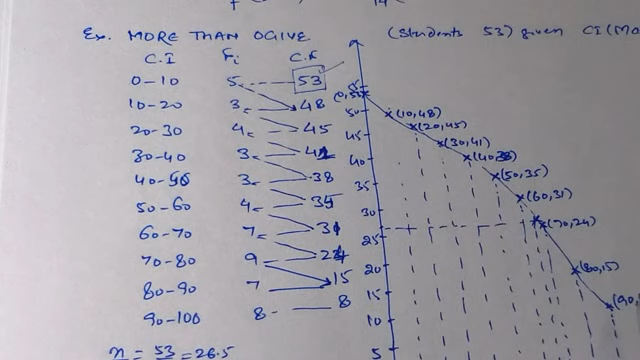 Ex. MORE THAN OGIVE (Students 53) given CI (MO
C.I Fi C.F
0-10 5 53
10-20 3 48
20-30 4 45
30-40 3 41
40-50 3 38
50-60 4 35
60-70 7 31
70-80 9 24
80-90 7 15
90-100 8 8
n = 53 = 26.5
55
50
45
40
35
30
25
20
15
10
5
(10,48)
(20,45)
(30,41)
(50,35)
(60,31)
(70,24)
(80,15)
(90,